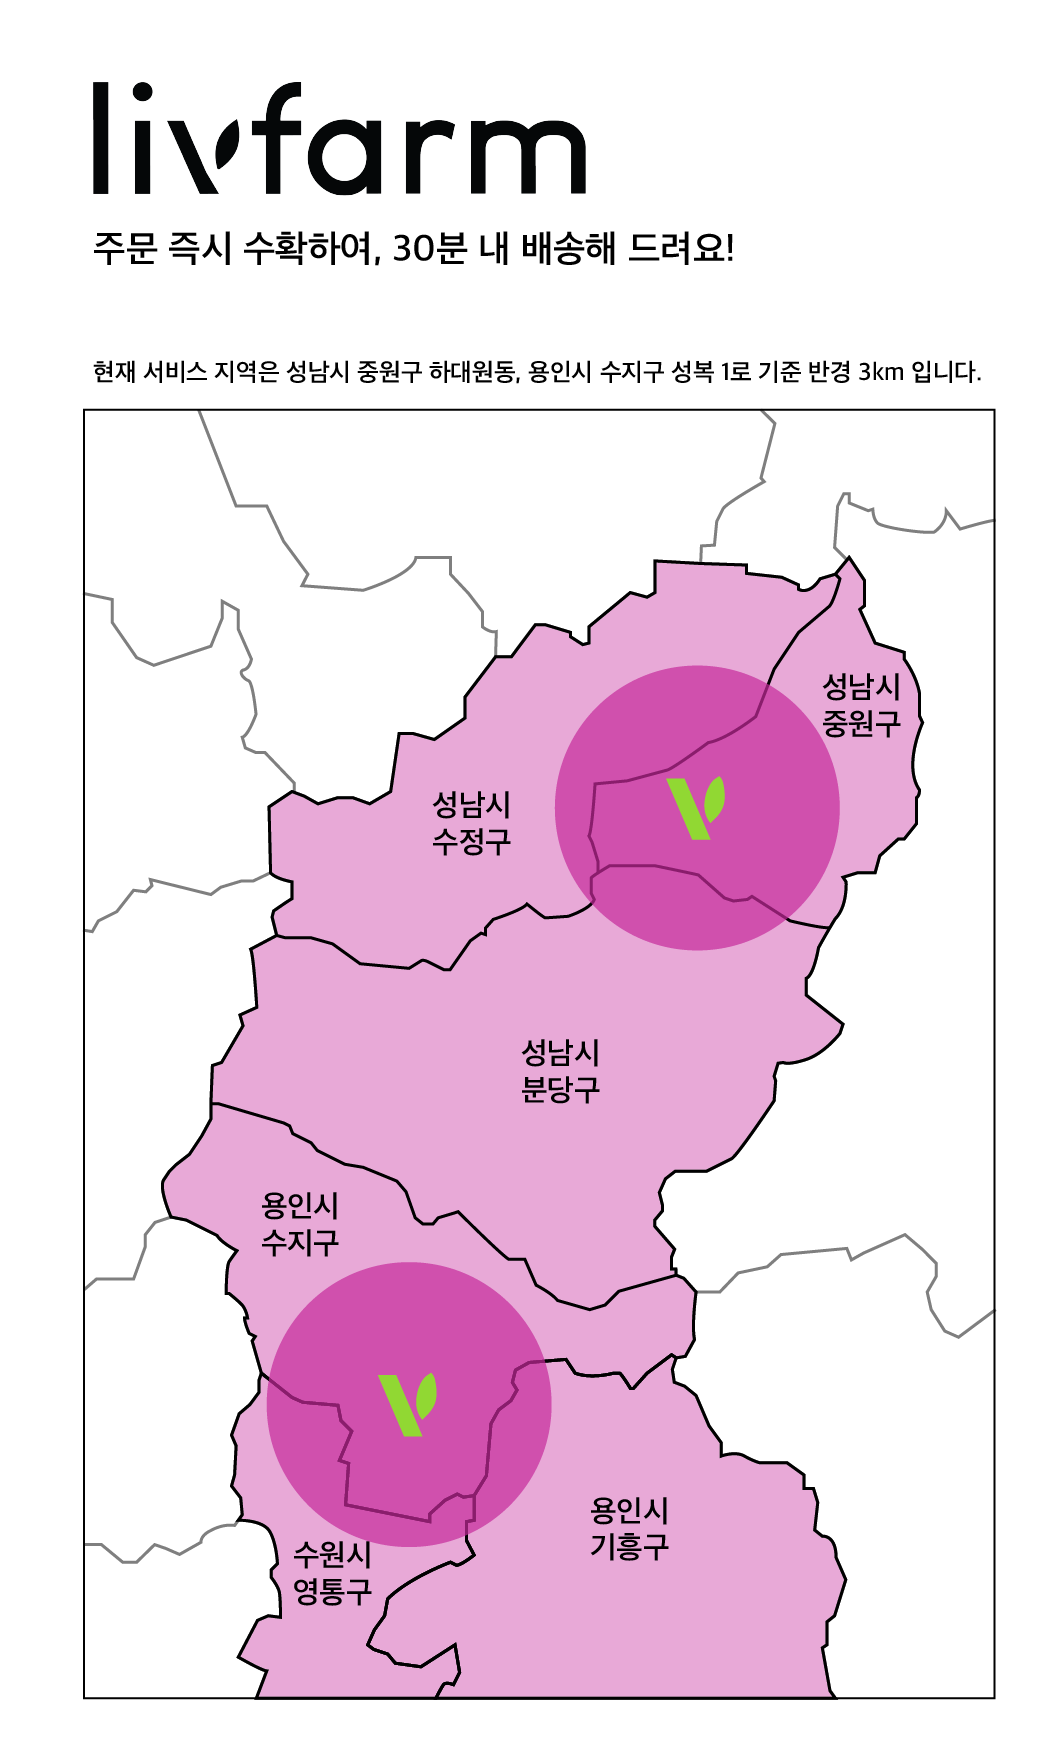 livfarm
주문 즉시 수확하여, 30분 내 배송해 드려요!
현재 서비스 지역은 성남시 중원구 하대원동, 용인시 수지구 성복 1로 기준 반경 3km 입니다.
성남시
중원구
성남시
수정구
성남시
분당구
용인시
수지구
용인시
기흥구
수원시
영통구